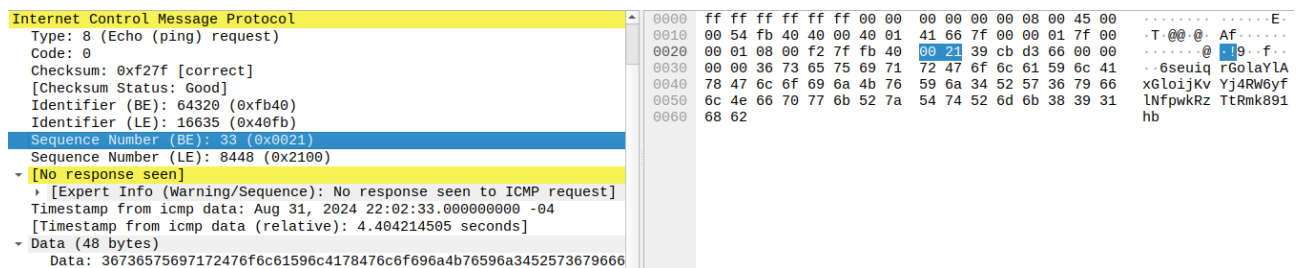 Internet Control Message Protocol
Type: 8 (Echo (ping) request)
Code: 0
Checksum: 0xf27f [correct]
[Checksum Status: Good]
Identifier (BE): 64320 (0xfb40)
Identifier (LE): 16635 (0x40fb)
Sequence Number (BE): 33 (0x0021)
Sequence Number (LE): 8448 (0x2100)
[No response seen]
[Expert Info (Warning/Sequence): No response seen to ICMP request]
Timestamp from icmp data: Aug 31, 2024 22:02:33.000000000 -04
[Timestamp from icmp data (relative): 4.404214505 seconds]
Data (48 bytes)
Data: 36736575697172476f6c61596c4178476c6f696a4b76596a3452573679666
0000 ff ff ff ff ff ff 00 00 00 00 00 00 08 00 45 00 ········ ······E·
0010 00 54 fb 40 40 00 40 01 41 66 7f 00 00 01 7f 00 ·T·@@·@· Af······
0020 00 01 08 00 f2 7f fb 40 00 21 39 cb d3 66 00 00 ·······@ ·!9··f··
0030 00 00 36 73 65 75 69 71 72 47 6f 6c 61 59 6c 41 ··6seuiq rGolaYlA
0040 78 47 6c 6f 69 6a 4b 76 59 6a 34 52 57 36 79 66 xGloijKv Yj4RW6yf
0050 6c 4e 66 70 77 6b 52 7a 54 74 52 6d 6b 38 39 31 lNfpwkRz TtRmk891
0060 68 62 hb